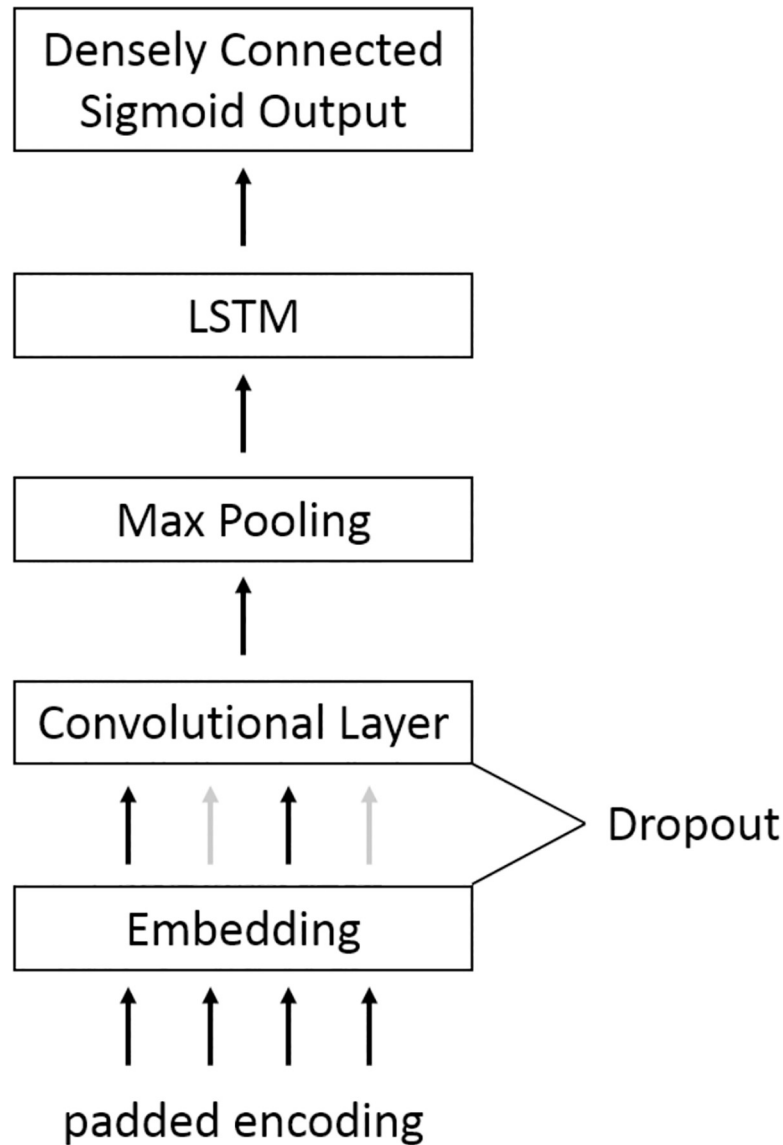 Densely Connected
Sigmoid Output
LSTM
Max Pooling
Convolutional Layer
Dropout
Embedding
padded encoding